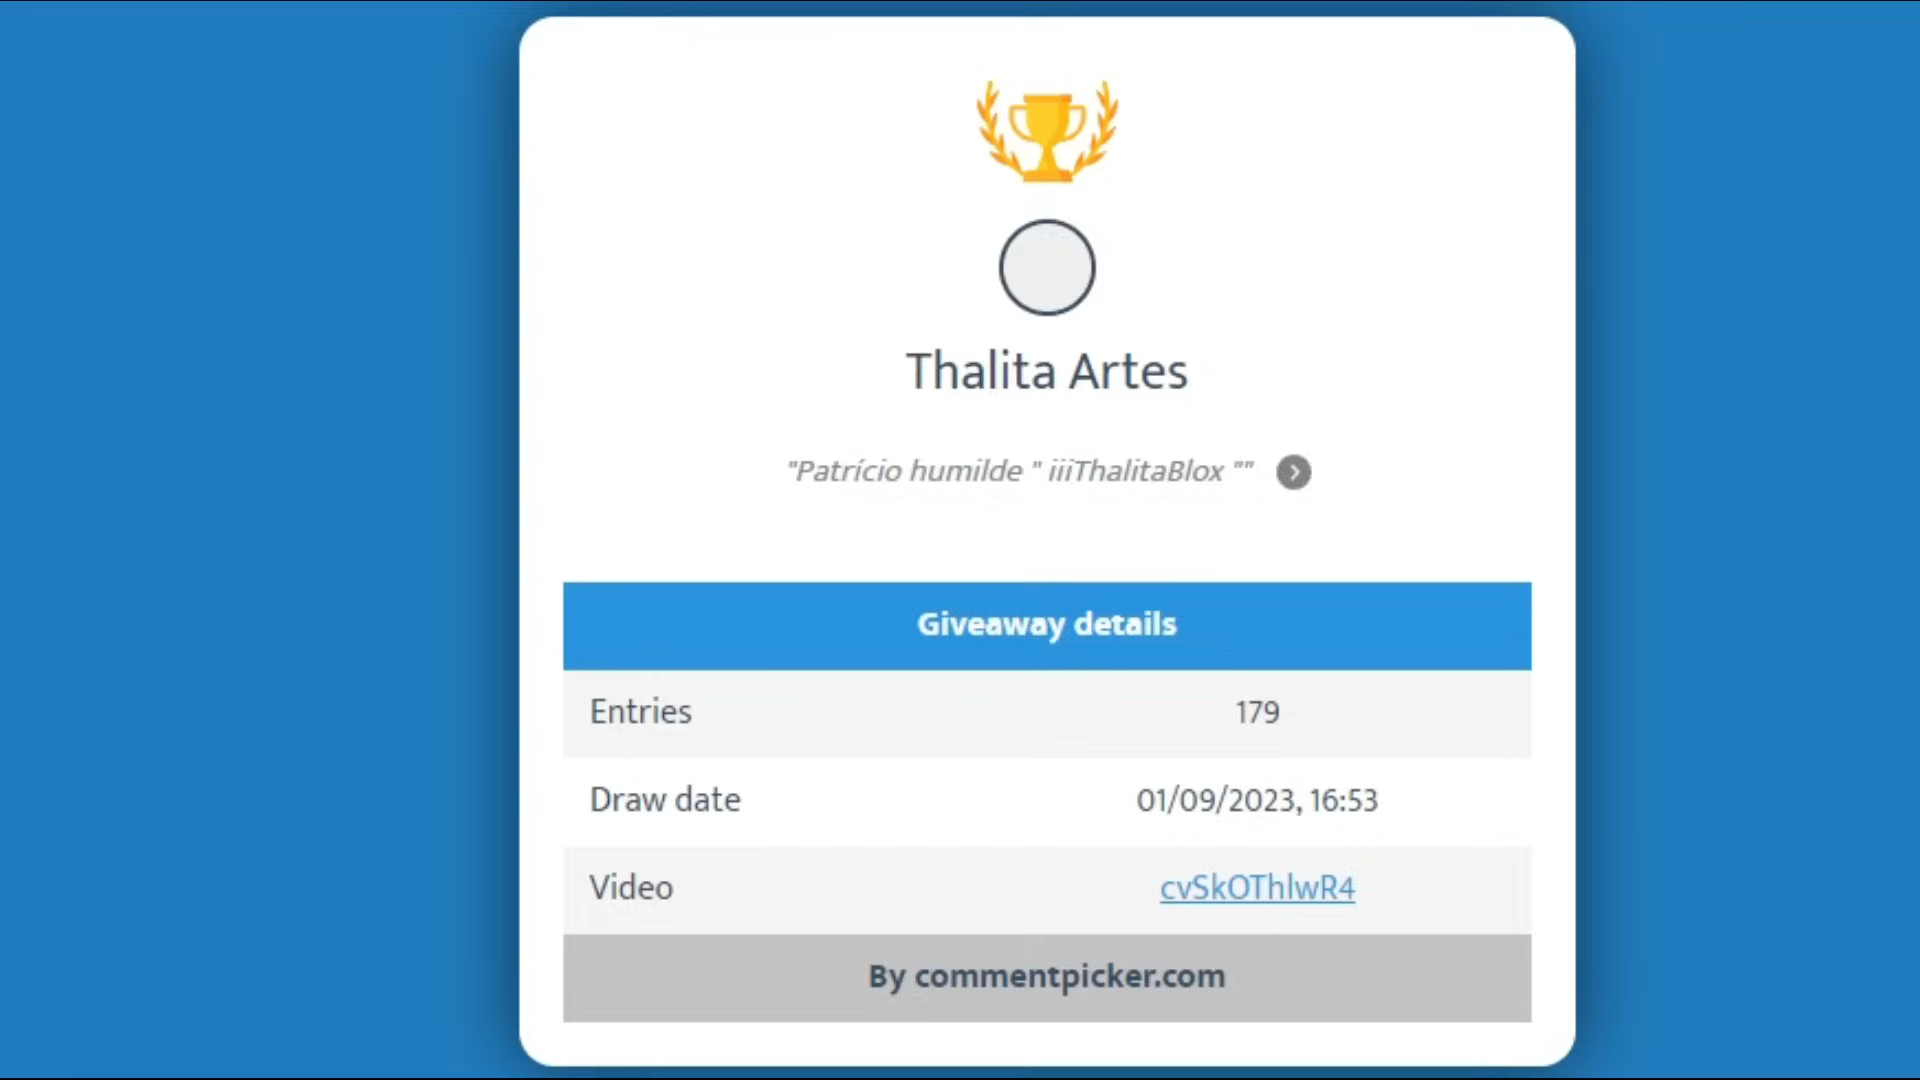 Thalita Artes
"Patrício humilde " iiiThalitaBlox ""
Giveaway details
Entries 179
Draw date 01/09/2023, 16:53
Video cvSkOThlwR4
By commentpicker.com